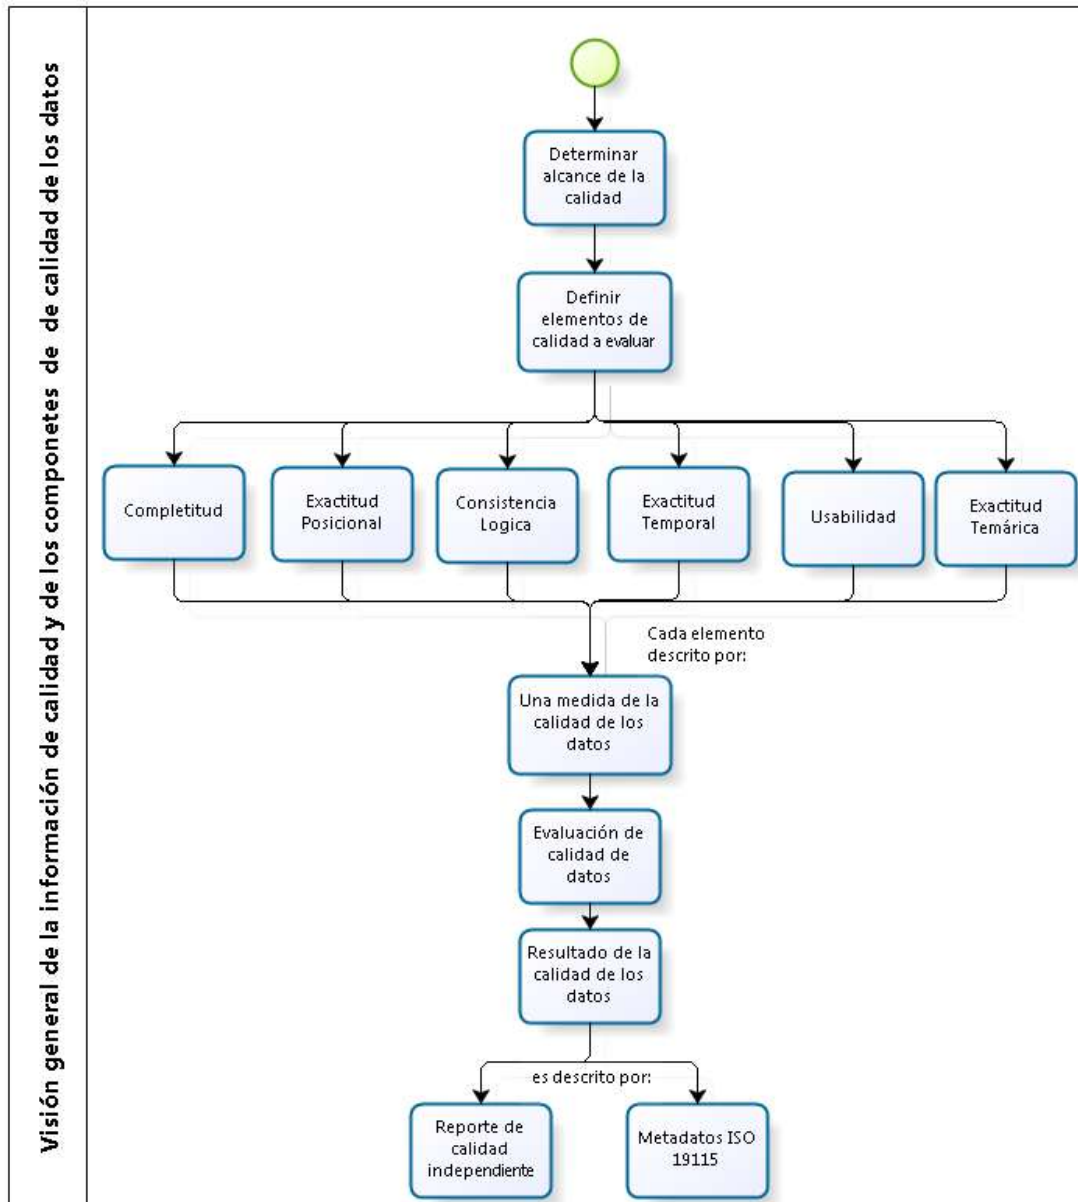 Visión general de la información de calidad y de los componetes de de calidad de los datos
Determinar
alcance de la
calidad
Definir
elementos de
calidad a evaluar
Completitud
Exactitud
Posicional
Consistencia
Logica
Exactitud
Temporal
Usabilidad
Exactitud
Temárica
Cada elemento
descrito por:
Una medida de la
calidad de los
datos
Evaluación de
calidad de
datos
Resultado de la
calidad de los
datos
es descrito por:
Reporte de
calidad
independiente
Metadatos ISO
19115